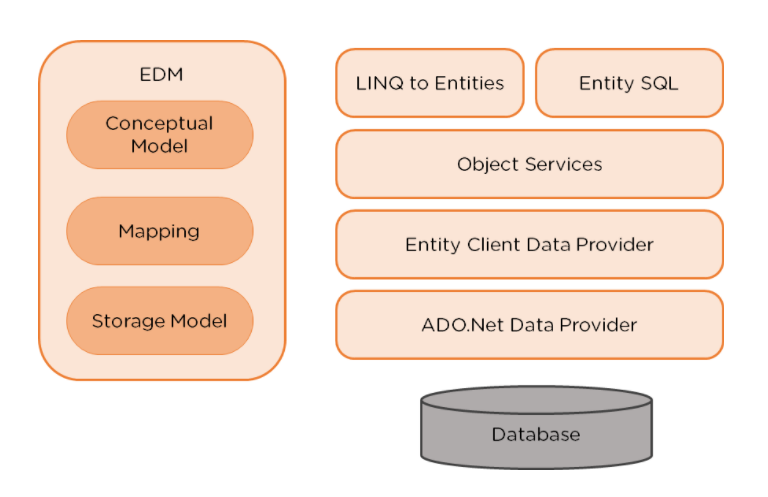 EDM
Conceptual
Model
Mapping
Storage Model
LINQ to Entities
Entity SQL
Object Services
Entity Client Data Provider
ADO.Net Data Provider
Database